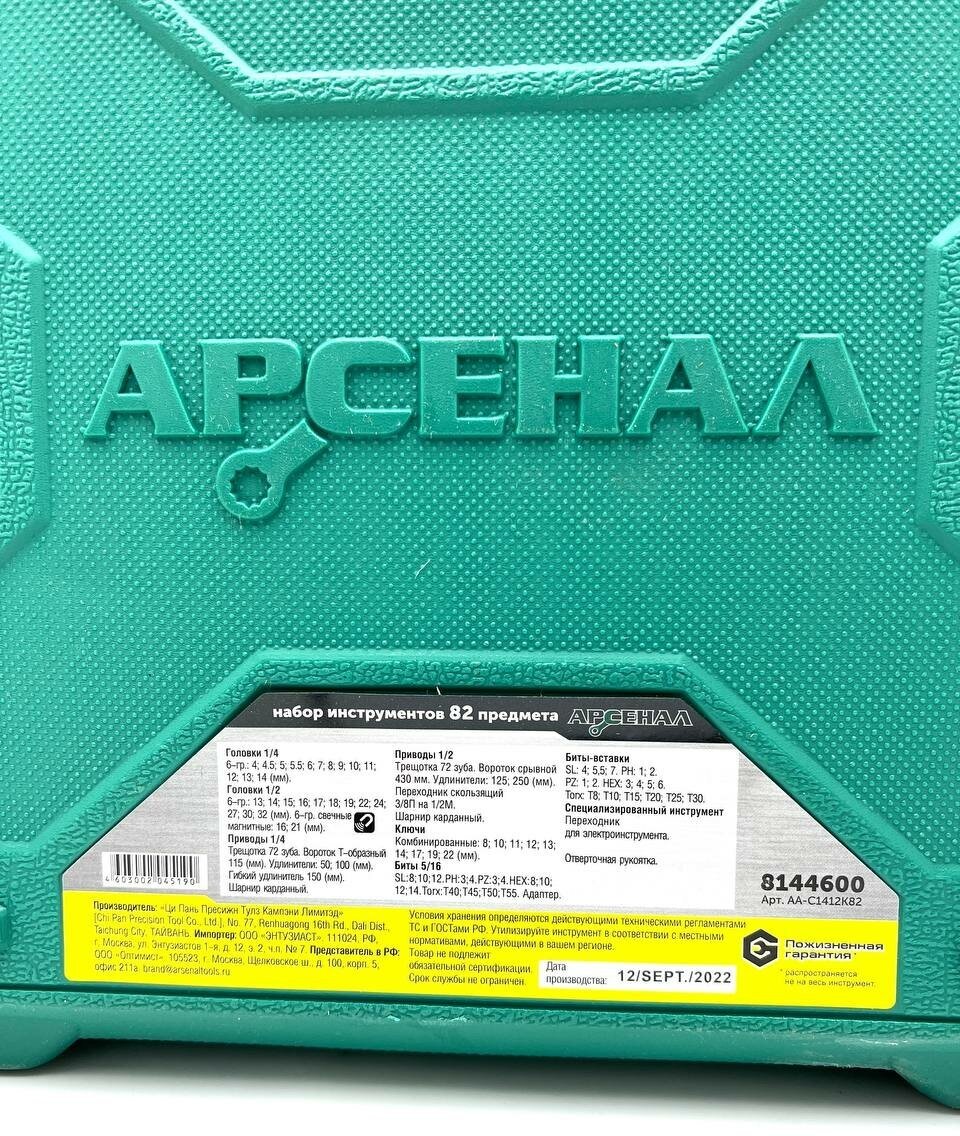 АРСЕНАЛ
набор инструментов 82 предмета АРСЕНАЛ
Головки 1/4
6-гр.: 4; 4.5; 5; 5.5; 6; 7; 8; 9; 10; 11;
12; 13; 14 (мм).
Головки 1/2
6-гр.: 13; 14; 15; 16; 17; 18; 19; 22; 24;
27; 30; 32 (мм). 6-гр. свечные
магнитные: 16; 21 (мм).
Приводы 1/4
Трещотка 72 зуба. Вороток Т-образный
115 (мм). Удлинители: 50; 100 (мм).
Гибкий удлинитель 150 (мм).
Шарнир карданный.
Приводы 1/2
Трещотка 72 зуба. Вороток срывной
430 мм. Удлинители: 125; 250 (мм).
Переходник скользящий
3/8П на 1/2М.
Шарнир карданный.
Ключи
Комбинированные: 8; 10; 11; 12; 13;
14; 17; 19; 22 (мм).
Биты 5/16
SL:8;10;12.PH:3;4.PZ:3;4.HEX:8;10;
12;14.Torx:T40;T45;T50;T55. Адаптер.
Биты-вставки
SL: 4; 5.5; 7. PH: 1; 2.
PZ: 1; 2. HEX: 3; 4; 5; 6.
Torx: T8; T10; T15; T20; T25; T30.
Специализированный инструмент
Переходник
для электроинструмента.
Отверточная рукоятка.
4 603002 045190
8144600
Арт. AA-C1412K82
Производитель: «Ци Пань Пресижн Тулз Кампэни Лимитэд»
[Chi Pan Precision Tool Co., Ltd.], No. 77, Renhuagong 16th Rd., Dali Dist.,
Taichung City, ТАЙВАНЬ. Импортер: ООО «ЭНТУЗИАСТ». 111024, РФ,
г. Москва, ул. Энтузиастов 1-я, д. 12, э. 2, ч.п. № 7. Представитель в РФ:
ООО «Оптимист», 105523, г. Москва, Щелковское ш., д. 100, корп. 5,
офис 211а. brand@arsenaltools.ru
Условия хранения определяются действующими техническими регламентами
ТС и ГОСТами РФ. Утилизируйте инструмент в соответствии с местными
нормативами, действующими в вашем регионе.
Товар не подлежит
обязательной сертификации.
Срок службы не ограничен.
Дата
производства: 12/SEPT./2022
Пожизненная
гарантия*
*распространяется
не на весь инструмент.